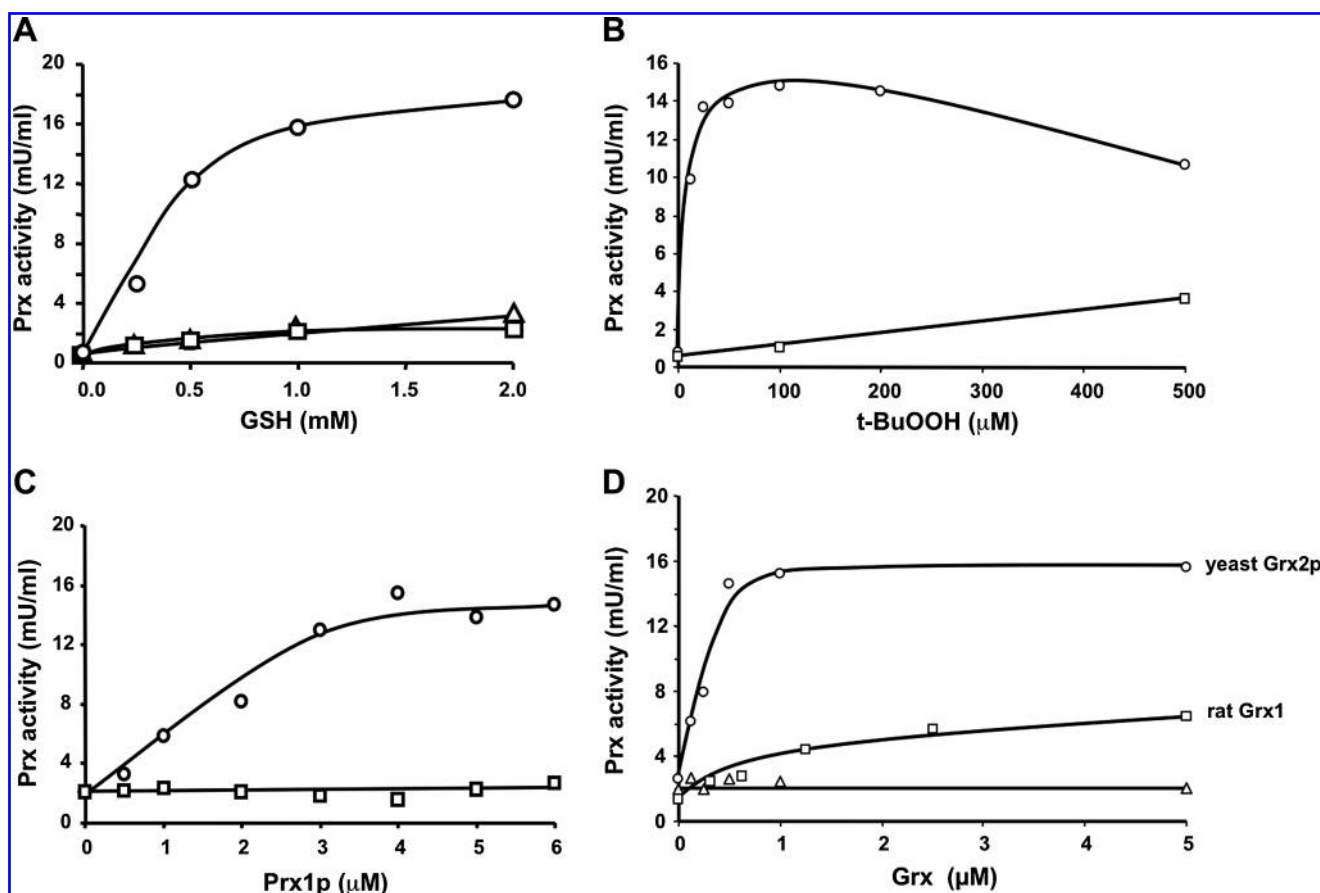 A
Prx activity (mU/ml)
20
16
12
8
4
0
0.0 0.5 1.0 1.5 2.0
GSH (mM)
B
Prx activity (mU/ml)
16
14
12
10
8
6
4
2
0
0 100 200 300 400 500
t-BuOOH (μM)
C
Prx activity (mU/ml)
20
16
12
8
4
0
0 1 2 3 4 5 6
Prx1p (μM)
D
Prx activity (mU/ml)
20
16
12
8
4
0
0 1 2 3 4 5
Grx (μM)
yeast Grx2p
rat Grx1